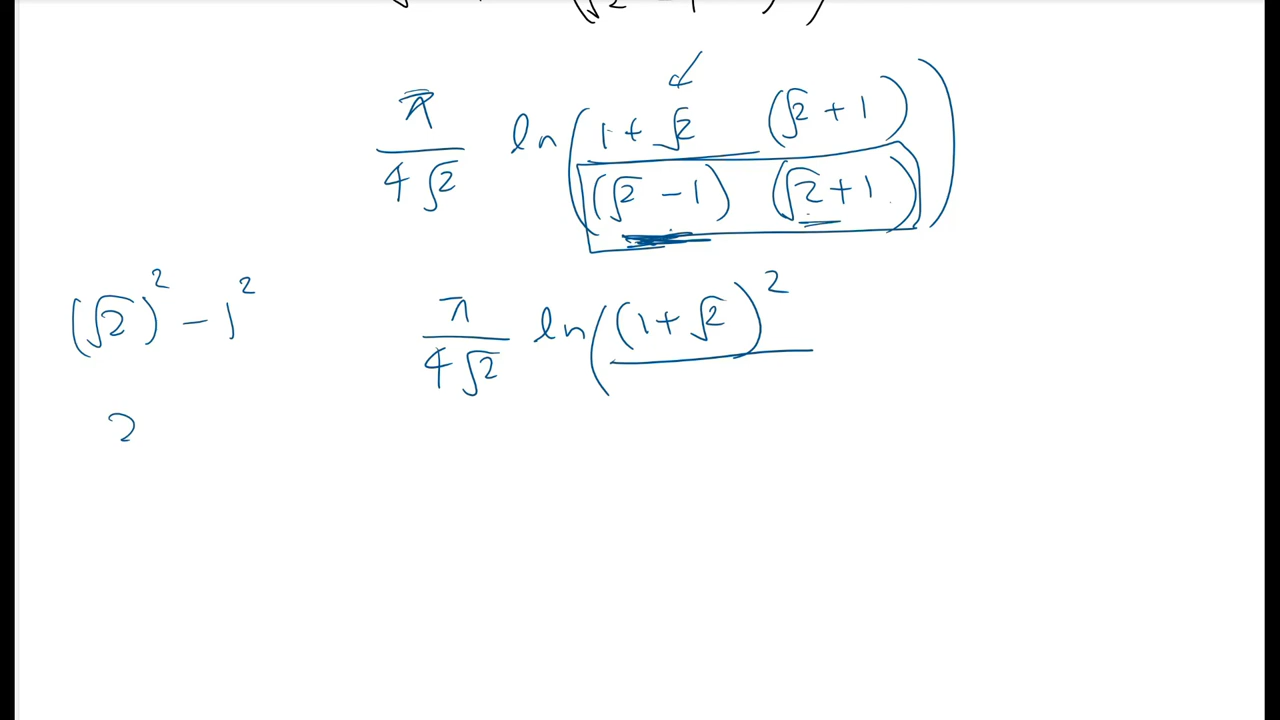 π/(4√2) ln( (1+√2 (√2+1)) / ((√2-1) (√2+1)) )
(√2)² - 1² π/(4√2) ln( (1+√2)²
2